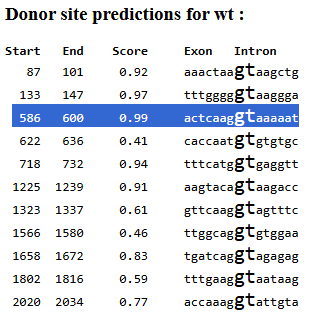 Donor site predictions for wt :
Start End Score Exon Intron
87 101 0.92 aaactaagtaagctg
133 147 0.97 tttgggggtaaggga
586 600 0.99 actcaaggtaaaaat
622 636 0.41 caccaatgtgtgtgc
718 732 0.94 tttcatggtgaggtt
1225 1239 0.91 aagtacagtaagacc
1323 1337 0.61 gttcaaggtagtttc
1566 1580 0.46 ttggcaggtgtggaa
1658 1672 0.83 tgatcaggtagagag
1802 1816 0.59 tttgaaggtaataag
2020 2034 0.77 accaaaggtattgta